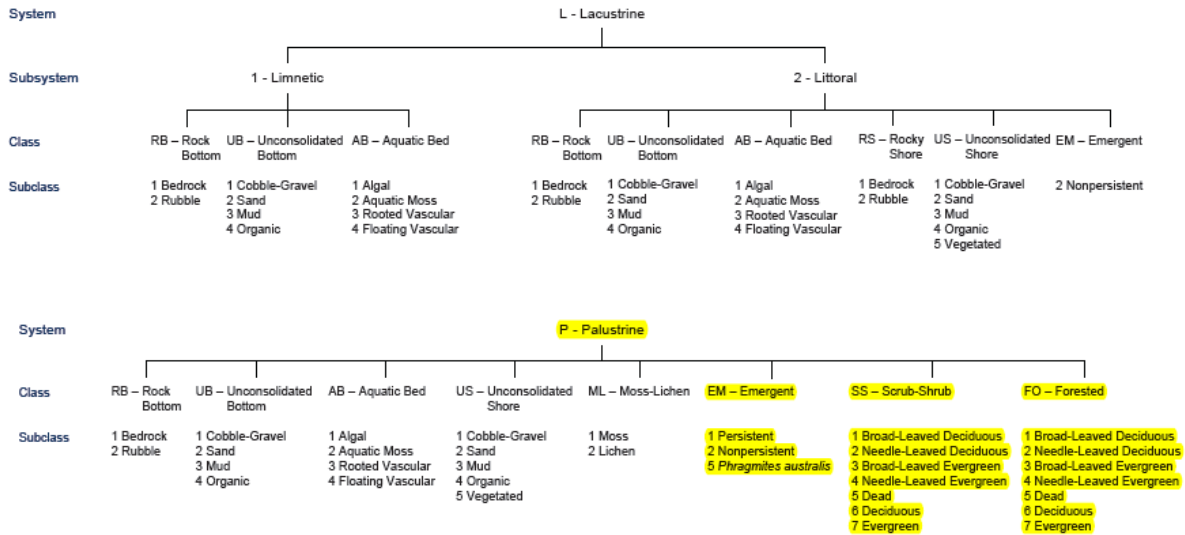 System
L - Lacustrine
Subsystem
1 - Limnetic
2 - Littoral
Class
RB – Rock
Bottom
UB – Unconsolidated
Bottom
AB – Aquatic Bed
RB – Rock
Bottom
UB – Unconsolidated
Bottom
AB – Aquatic Bed
RS – Rocky
Shore
US – Unconsolidated
Shore
EM – Emergent
Subclass
1 Bedrock
2 Rubble
1 Cobble-Gravel
2 Sand
3 Mud
4 Organic
1 Algal
2 Aquatic Moss
3 Rooted Vascular
4 Floating Vascular
1 Bedrock
2 Rubble
1 Cobble-Gravel
2 Sand
3 Mud
4 Organic
1 Algal
2 Aquatic Moss
3 Rooted Vascular
4 Floating Vascular
1 Bedrock
2 Rubble
1 Cobble-Gravel
2 Sand
3 Mud
4 Organic
5 Vegetated
2 Nonpersistent
System
P - Palustrine
Class
RB – Rock
Bottom
UB – Unconsolidated
Bottom
AB – Aquatic Bed
US – Unconsolidated
Shore
ML – Moss-Lichen
EM – Emergent
SS – Scrub-Shrub
FO – Forested
Subclass
1 Bedrock
2 Rubble
1 Cobble-Gravel
2 Sand
3 Mud
4 Organic
1 Algal
2 Aquatic Moss
3 Rooted Vascular
4 Floating Vascular
1 Cobble-Gravel
2 Sand
3 Mud
4 Organic
5 Vegetated
1 Moss
2 Lichen
1 Persistent
2 Nonpersistent
5 Phragmites australis
1 Broad-Leaved Deciduous
2 Needle-Leaved Deciduous
3 Broad-Leaved Evergreen
4 Needle-Leaved Evergreen
5 Dead
6 Deciduous
7 Evergreen
1 Broad-Leaved Deciduous
2 Needle-Leaved Deciduous
3 Broad-Leaved Evergreen
4 Needle-Leaved Evergreen
5 Dead
6 Deciduous
7 Evergreen